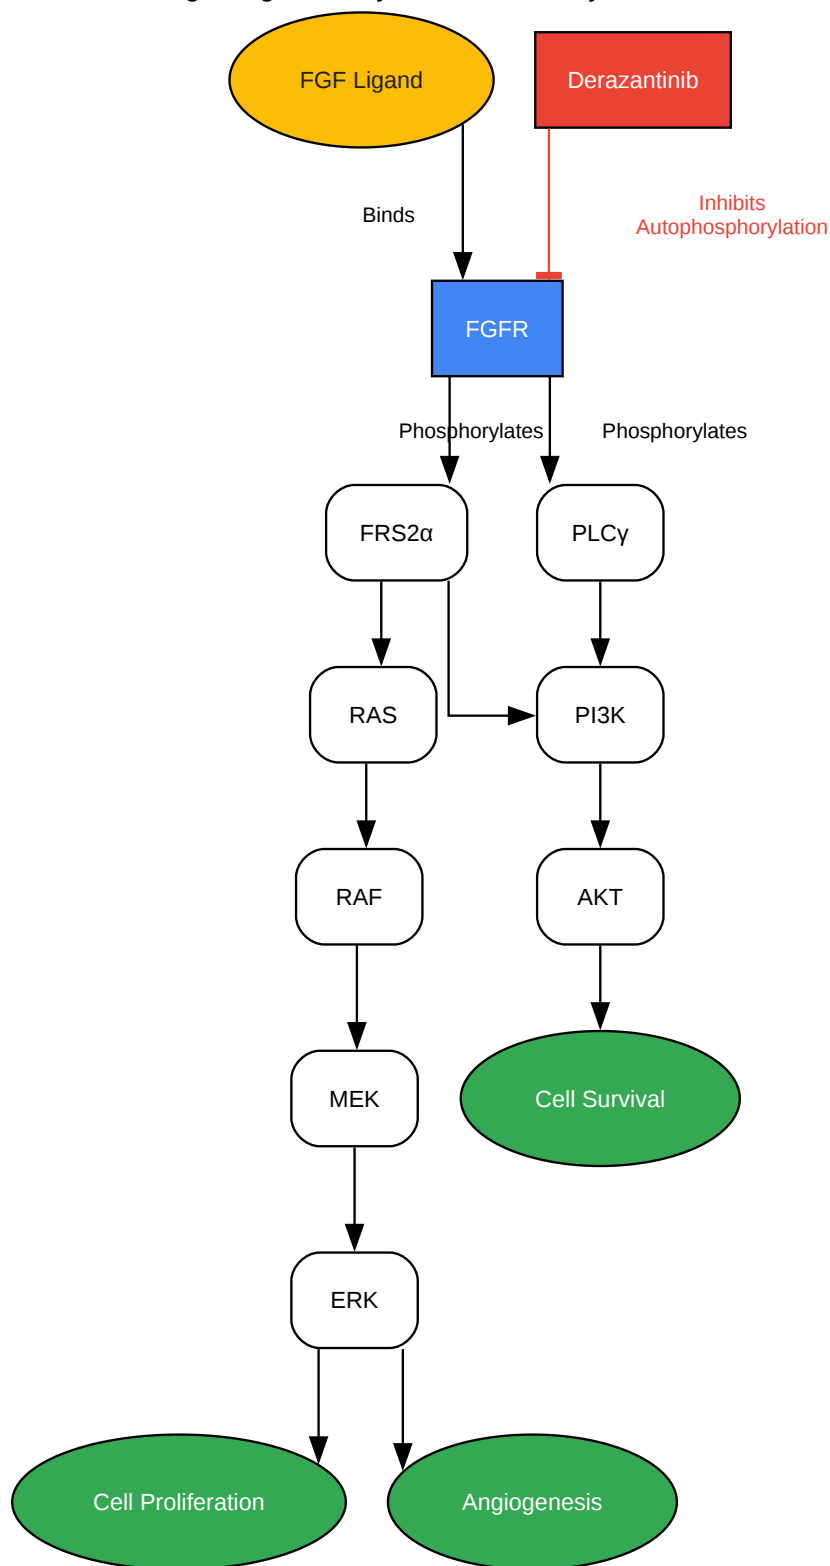 FGF Ligand
Derazantinib
Binds
Inhibits
Autophosphorylation
FGFR
Phosphorylates
Phosphorylates
FRS2α
PLCγ
RAS
PI3K
RAF
AKT
MEK
Cell Survival
ERK
Cell Proliferation
Angiogenesis